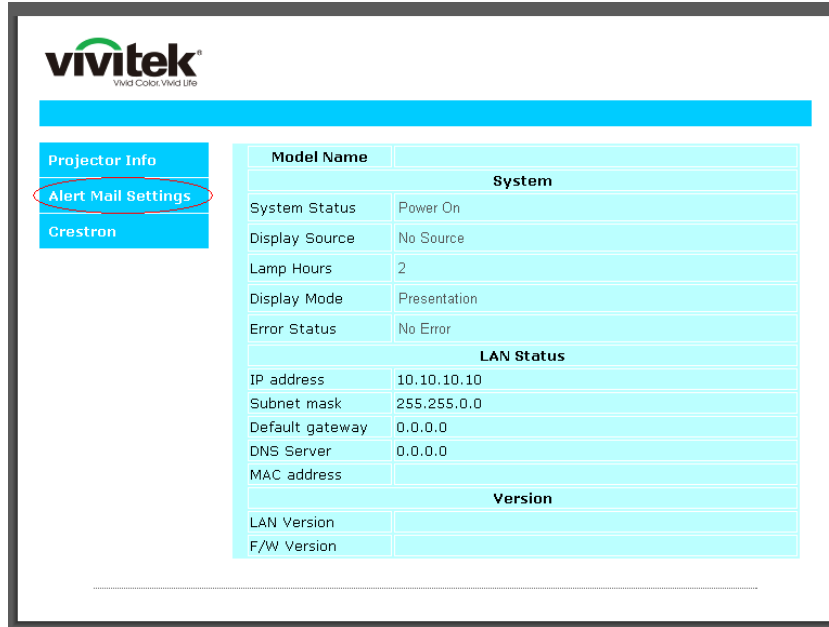 vivitek®
Vivid Color. Vivid Life
Projector Info
Alert Mail Settings
Crestron
Model Name
System
System Status Power On
Display Source No Source
Lamp Hours 2
Display Mode Presentation
Error Status No Error
LAN Status
IP address 10.10.10.10
Subnet mask 255.255.0.0
Default gateway 0.0.0.0
DNS Server 0.0.0.0
MAC address
Version
LAN Version
F/W Version